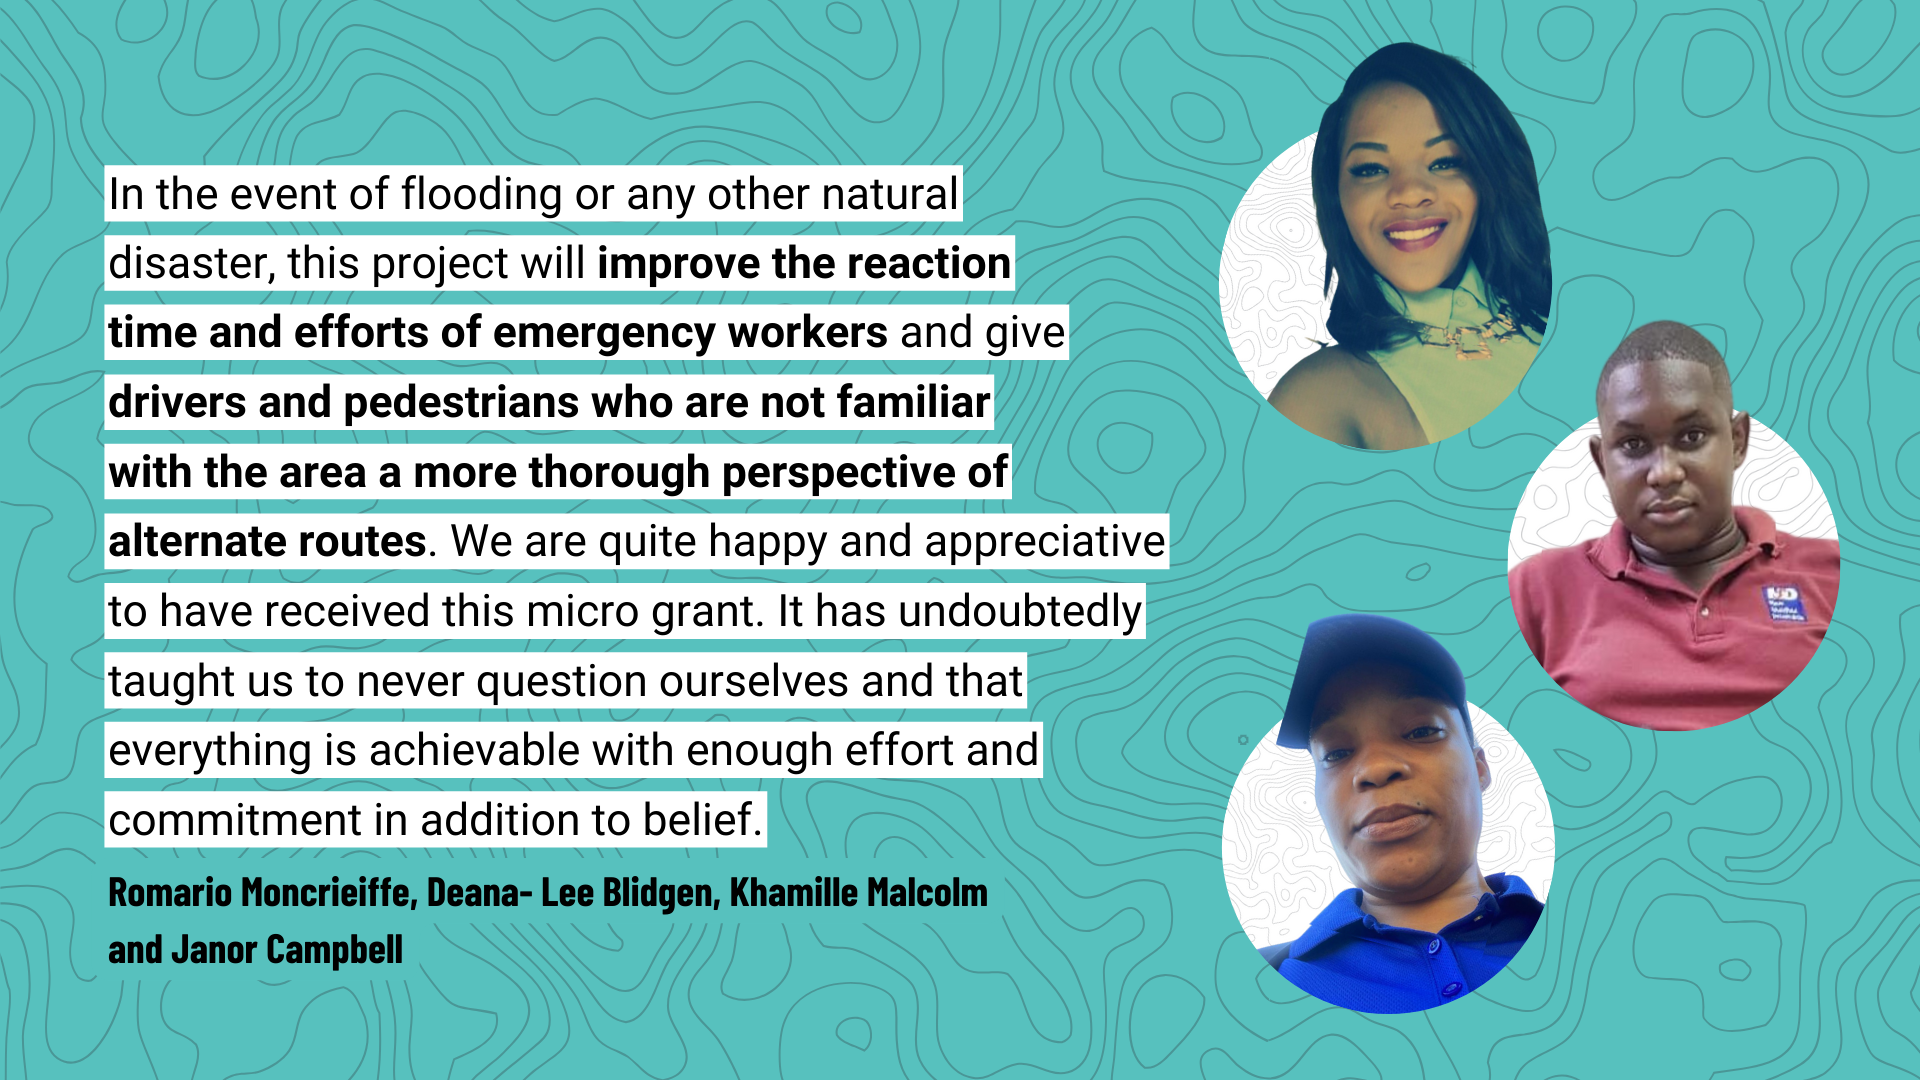 In the event of flooding or any other natural
disaster, this project will improve the reaction
time and efforts of emergency workers and give
drivers and pedestrians who are not familiar
with the area a more thorough perspective of
alternate routes. We are quite happy and appreciative
to have received this micro grant. It has undoubtedly
taught us to never question ourselves and that
everything is achievable with enough effort and
commitment in addition to belief.
Romario Moncrieiffe, Deana- Lee Blidgen, Khamille Malcolm
and Janor Campbell